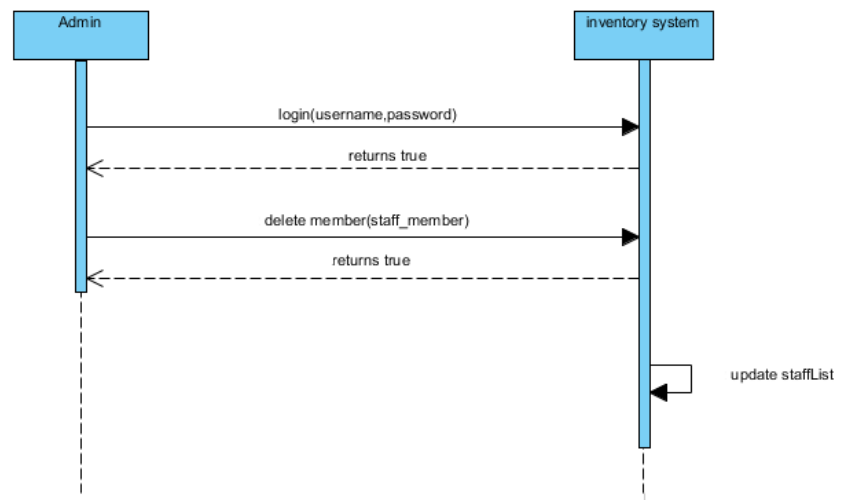 Admin
inventory system
login(username,password)
returns true
delete member(staff_member)
returns true
update staffList